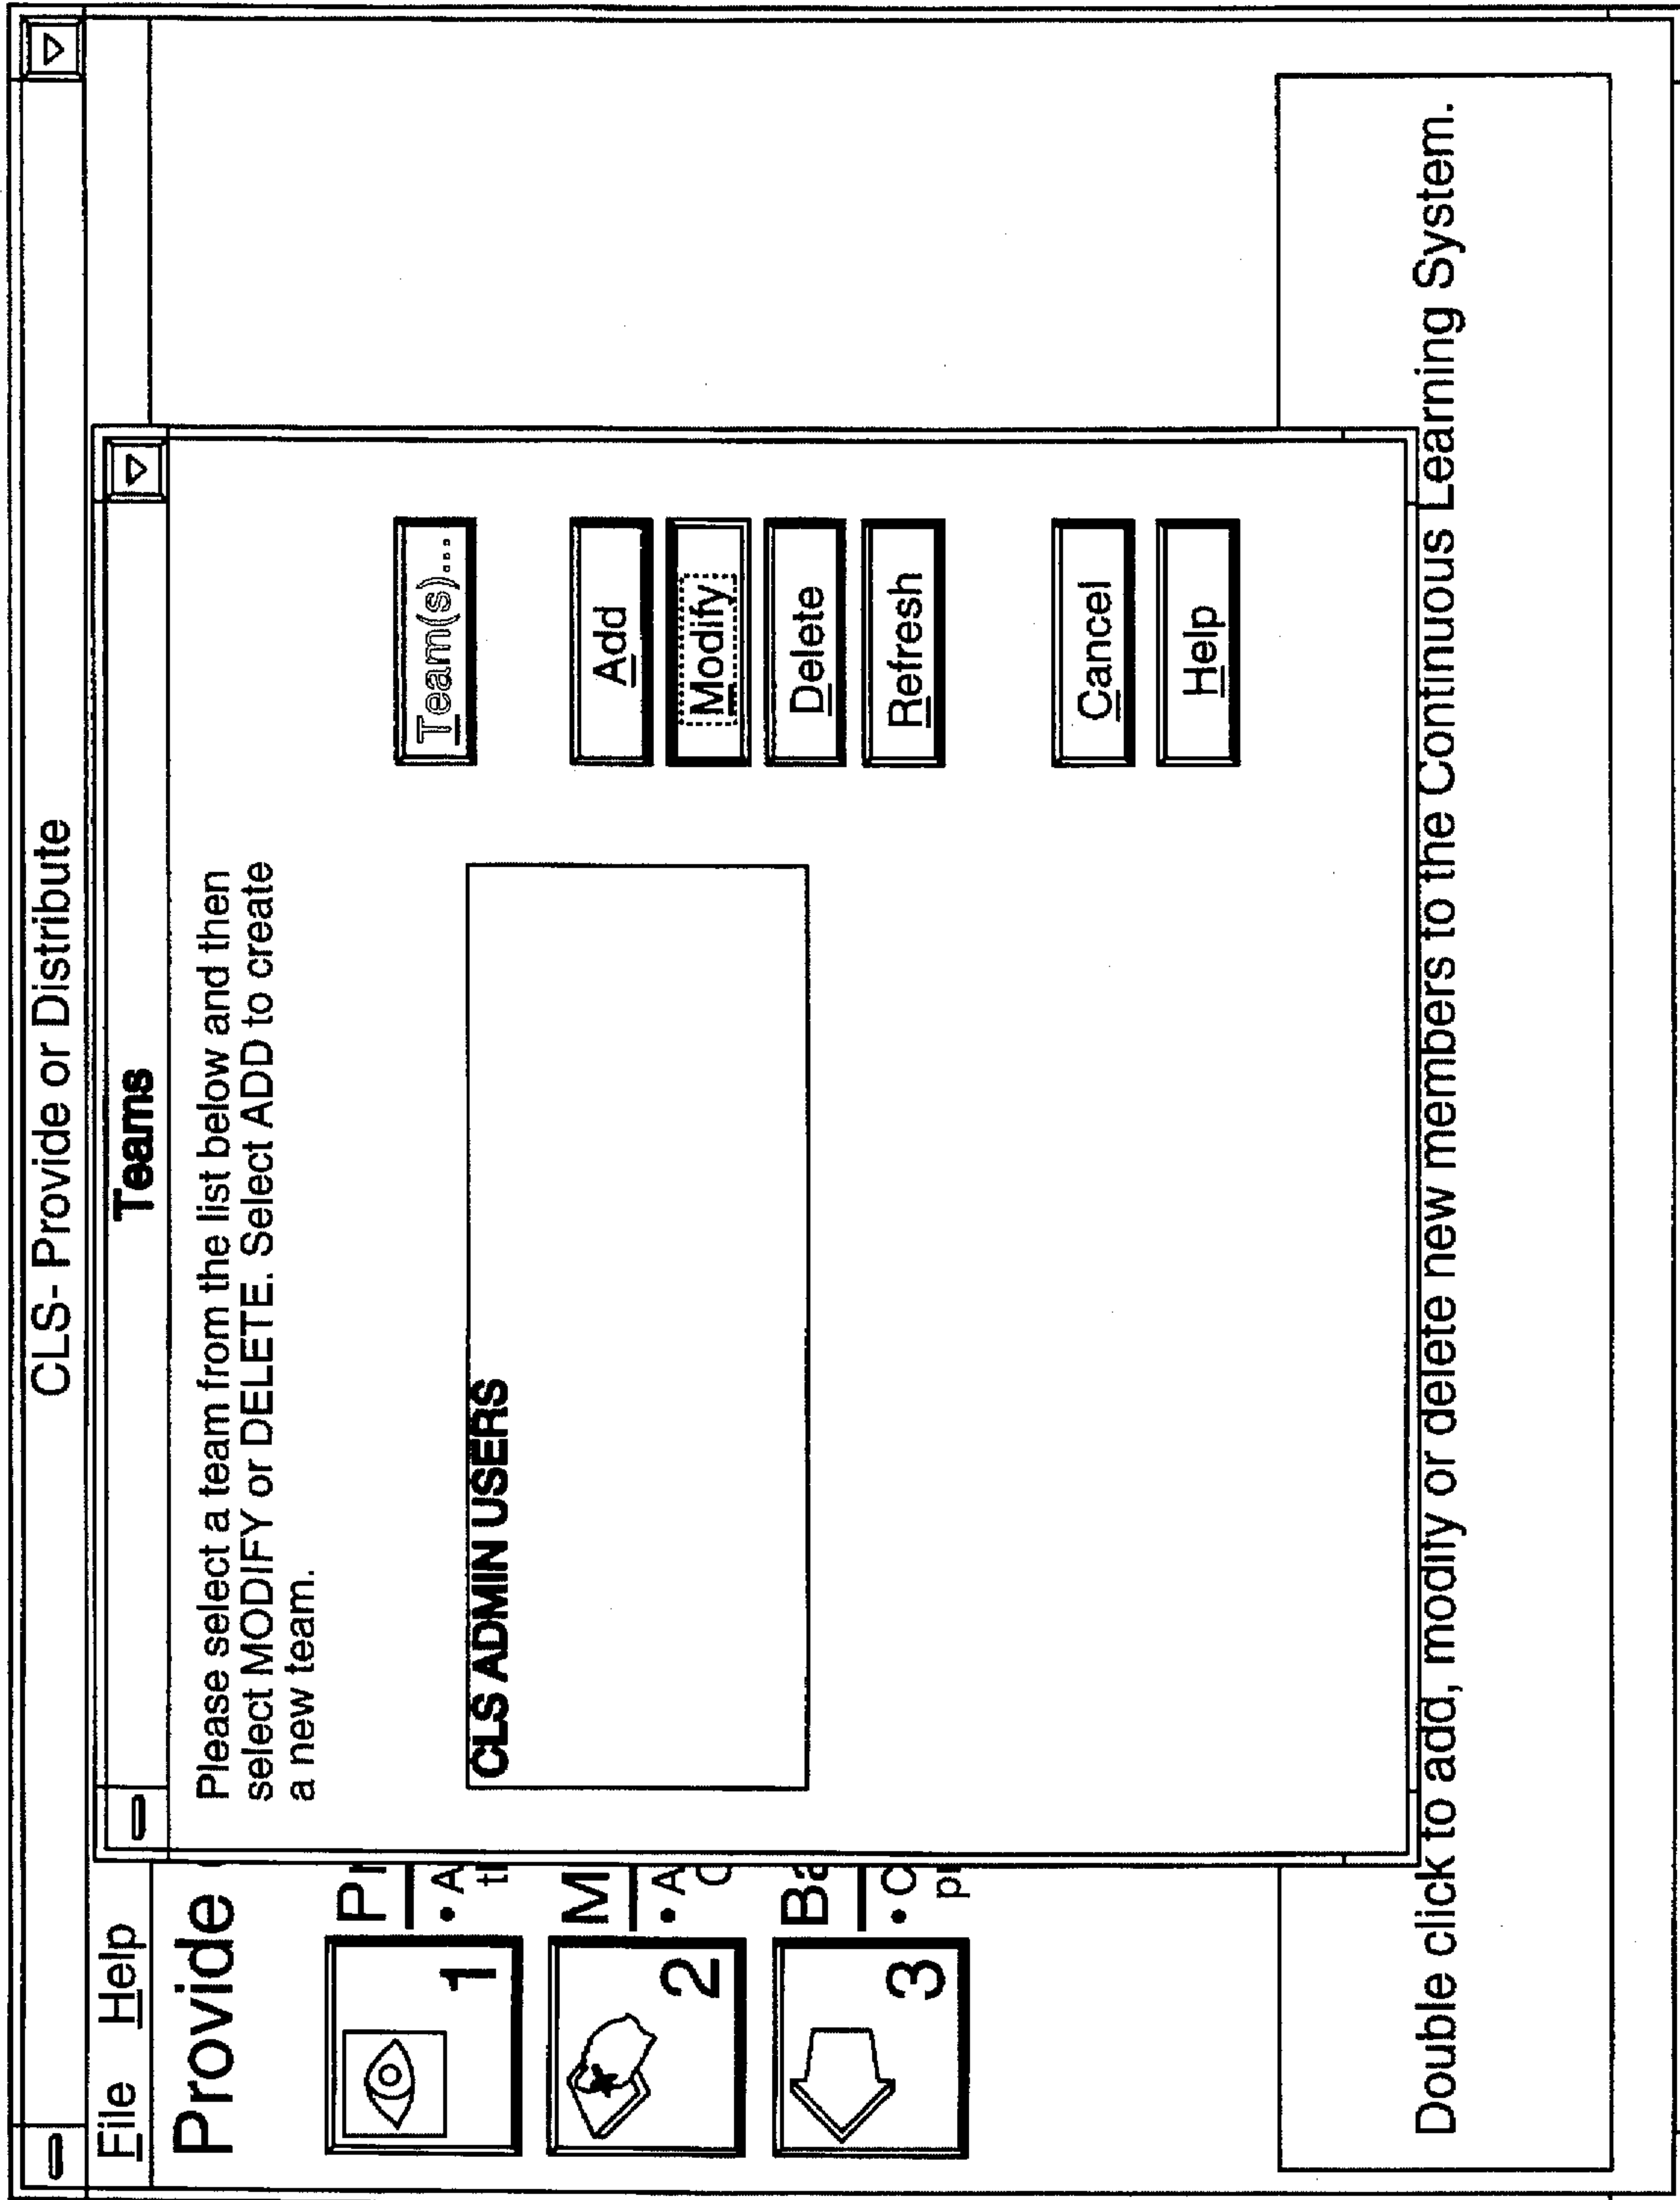 CLS- Provide or Distribute
File Help
Provide
1
Pr
• A
2
M
• A
3
Ba
• O
Teams
Please select a team from the list below and then
select MODIFY or DELETE. Select ADD to create
a new team.
CLS ADMIN USERS
Team(s)...
Add
Modify
Delete
Refresh
Cancel
Help
Double click to add, modify or delete new members to the Continuous Learning System.